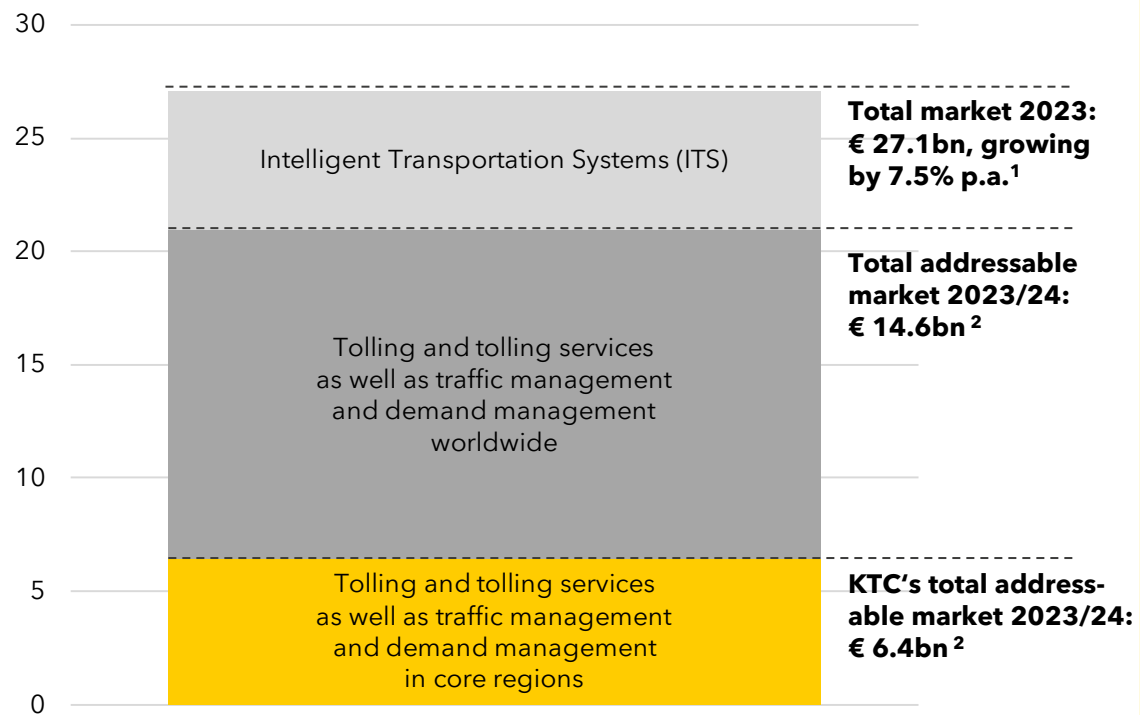 30
25
20
15
10
5
0
Intelligent Transportation Systems (ITS)
Tolling and tolling services
as well as traffic management
and demand management
worldwide
Tolling and tolling services
as well as traffic management
and demand management
in core regions
Total market 2023:
€ 27.1bn, growing
by 7.5% p.a.¹
Total addressable
market 2023/24:
€ 14.6bn ²
KTC‘s total address-
able market 2023/24:
€ 6.4bn ²